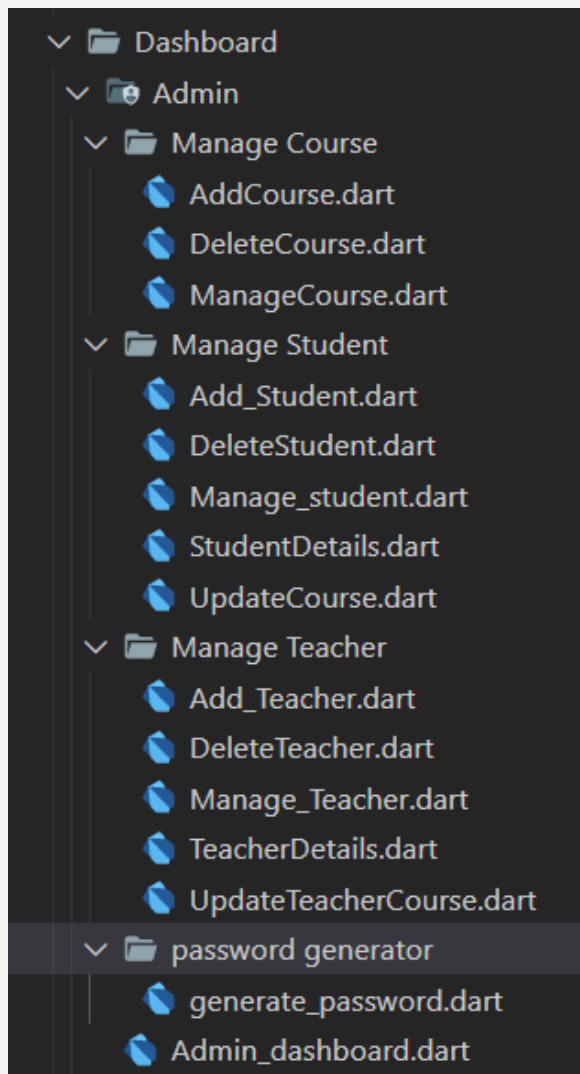 Dashboard
Admin
Manage Course
AddCourse.dart
DeleteCourse.dart
ManageCourse.dart
Manage Student
Add_Student.dart
DeleteStudent.dart
Manage_student.dart
StudentDetails.dart
UpdateCourse.dart
Manage Teacher
Add_Teacher.dart
DeleteTeacher.dart
Manage_Teacher.dart
TeacherDetails.dart
UpdateTeacherCourse.dart
password generator
generate_password.dart
Admin_dashboard.dart